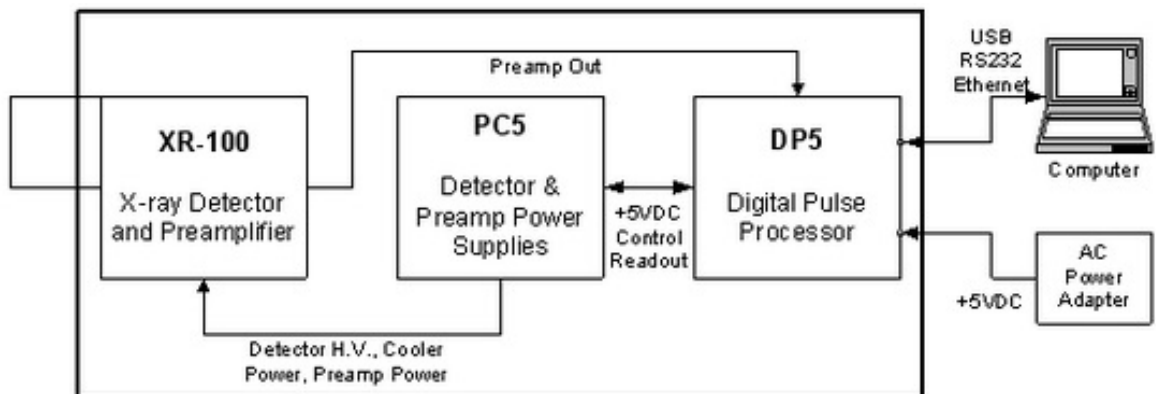 Preamp Out
XR-100
X-ray Detector
and Preamplifier
PC5
Detector &
Preamp Power
Supplies
+5VDC
Control
Readout
DP5
Digital Pulse
Processor
Detector H.V., Cooler
Power, Preamp Power
USB
RS232
Ethernet
Computer
+5VDC
AC
Power
Adapter